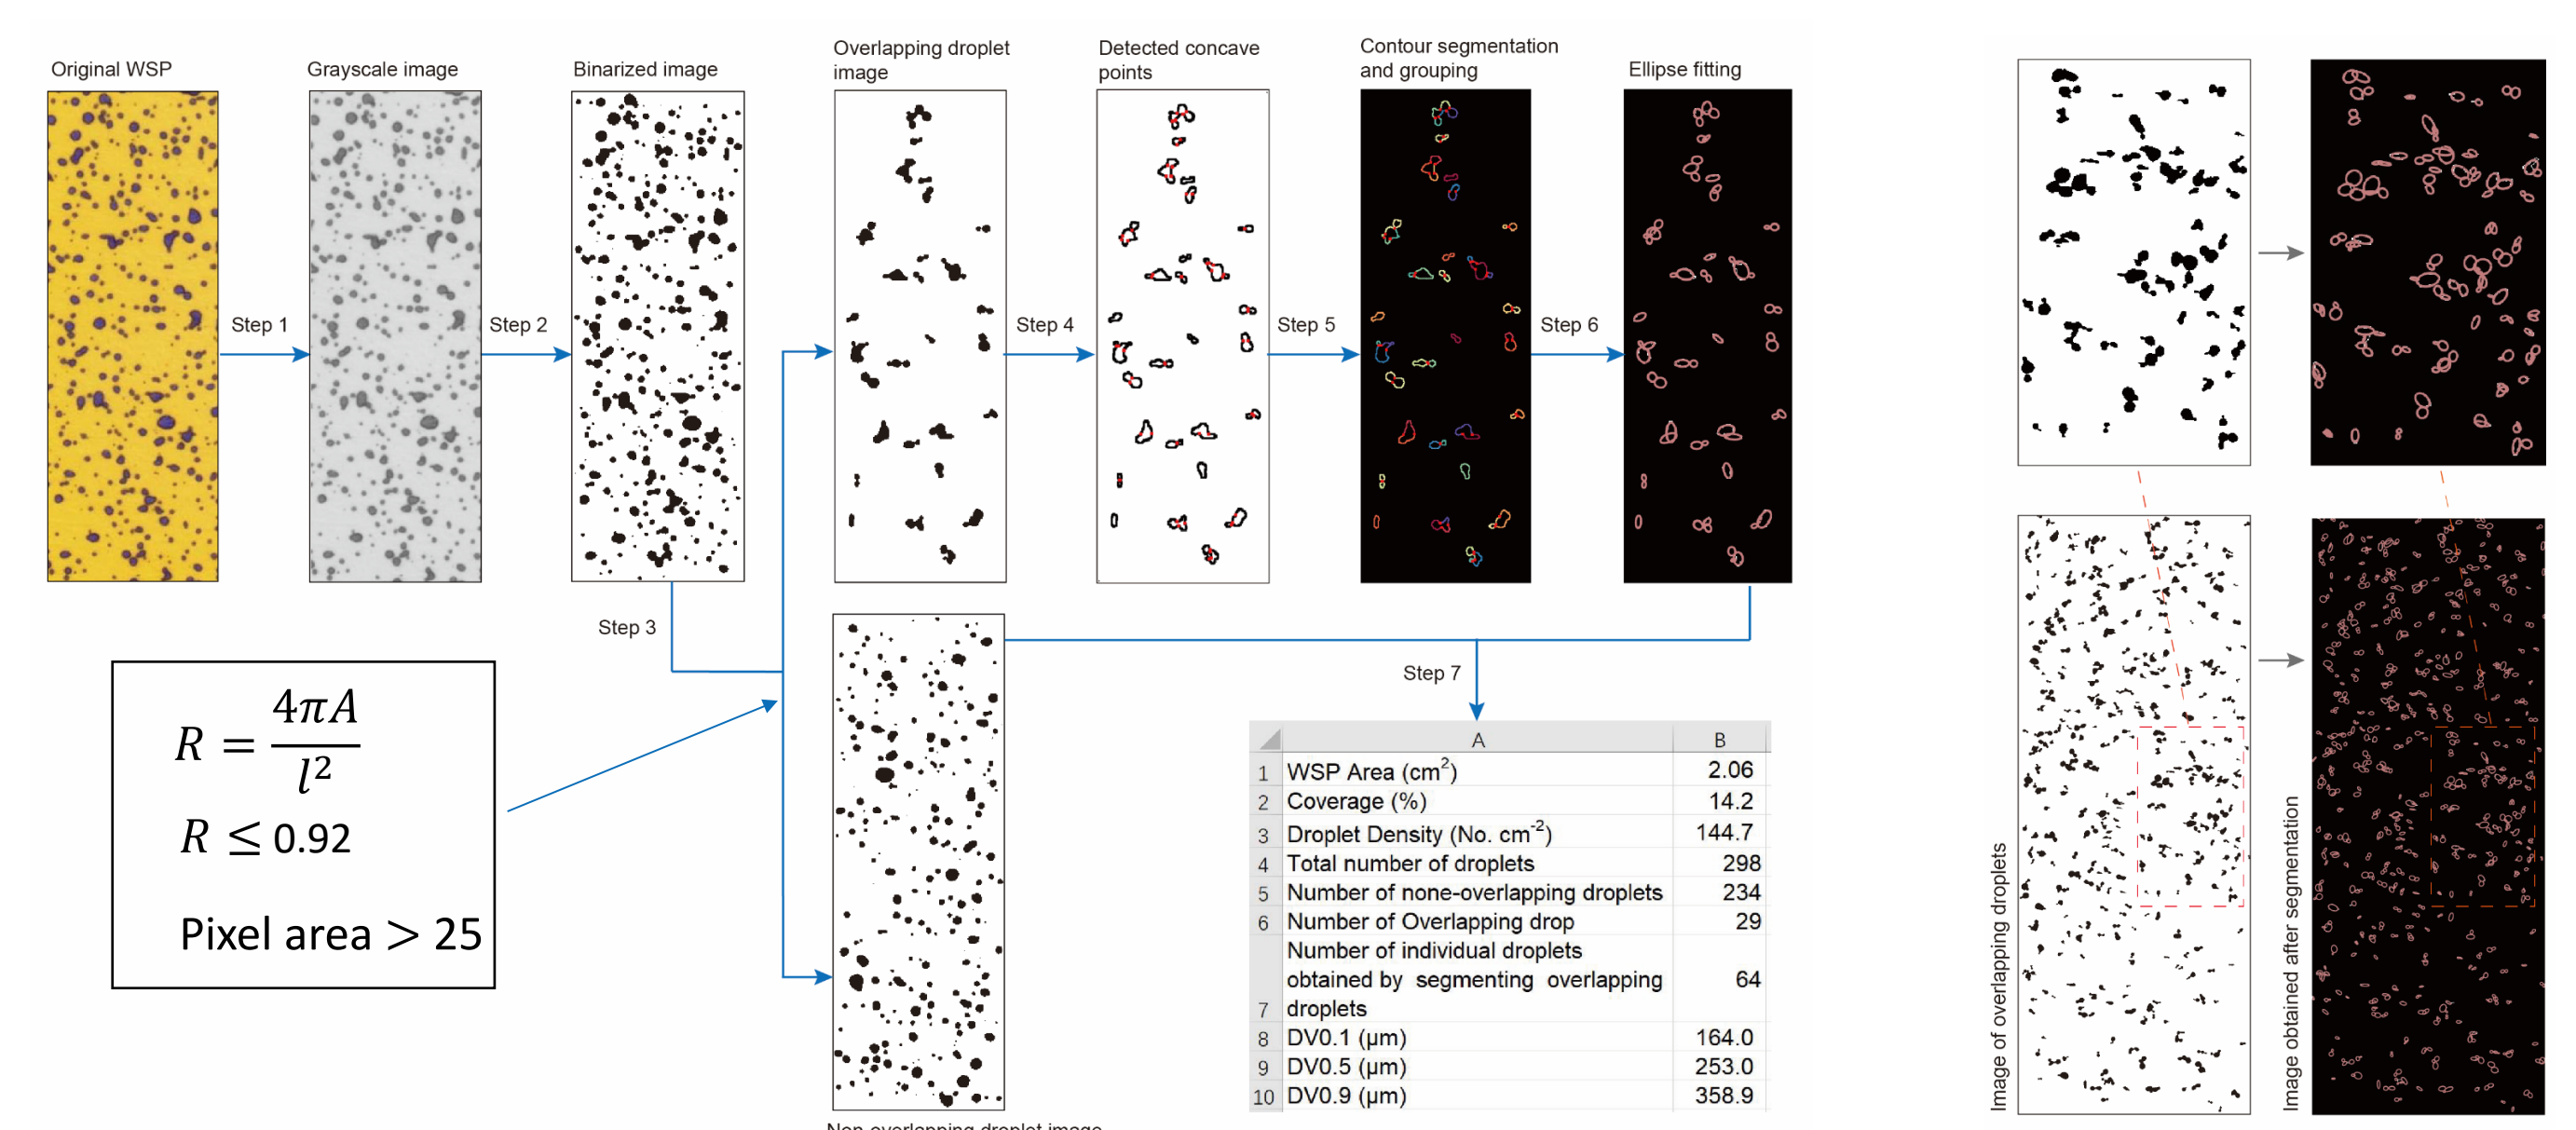 Original WSP
Grayscale image
Binarized image
Overlapping droplet
image
Detected concave
points
Contour segmentation
and grouping
Ellipse fitting
Step 1
Step 2
Step 4
Step 5
Step 6
Step 3
Step 7
R = 4πA / l²
R ≤ 0.92
Pixel area > 25
Non-overlapping droplet image
A B
1 WSP Area (cm²) 2.06
2 Coverage (%) 14.2
3 Droplet Density (No. cm⁻²) 144.7
4 Total number of droplets 298
5 Number of none-overlapping droplets 234
6 Number of Overlapping drop 29
Number of individual droplets
obtained by segmenting overlapping 64
7 droplets
8 DV0.1 (μm) 164.0
9 DV0.5 (μm) 253.0
10 DV0.9 (μm) 358.9
Image of overlapping droplets
Image obtained after segmentation